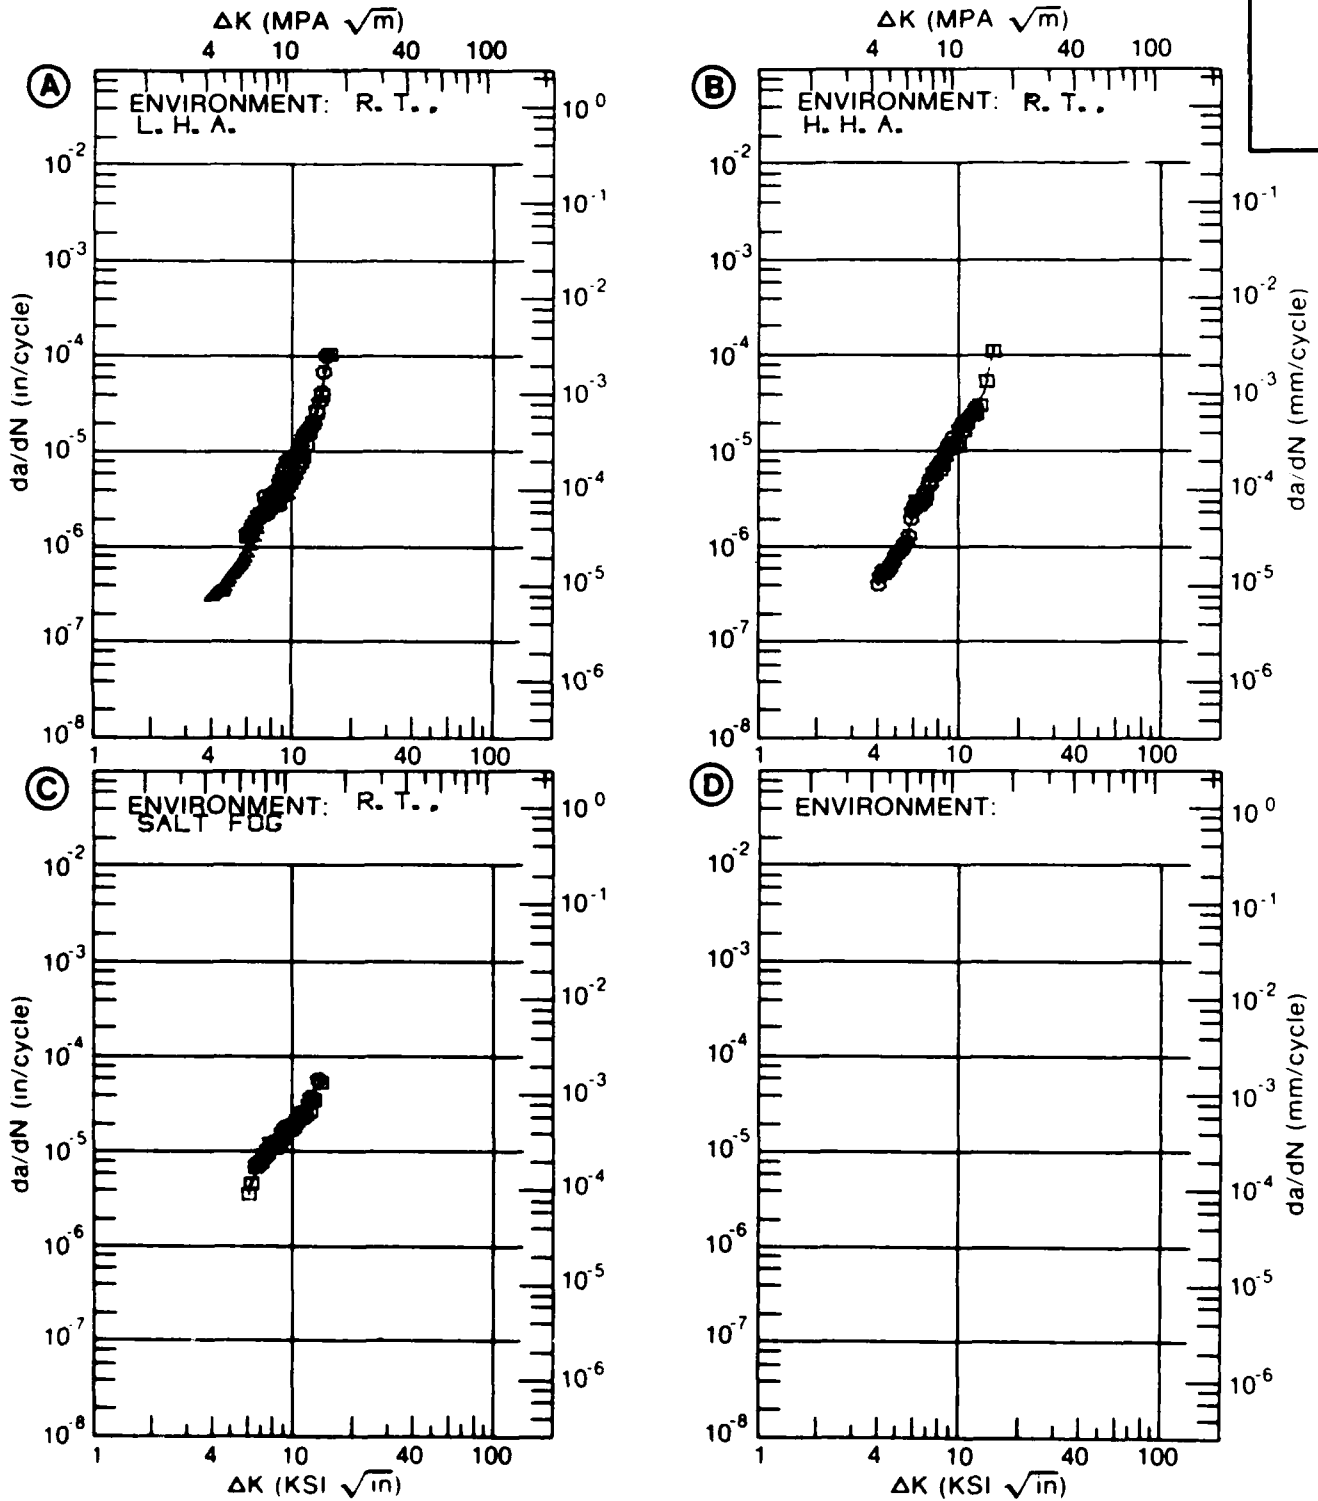 ΔK (MPA √m) ΔK (MPA √m)
4 10 40 100 4 10 40 100
A B
ENVIRONMENT: R. T., ENVIRONMENT: R. T.,
L. H. A. H. H. A.
10⁰
10⁻² 10⁻²
10⁻¹ 10⁻¹
10⁻³ 10⁻³
10⁻² 10⁻²
10⁻⁴ 10⁻⁴
10⁻³ 10⁻³
da/dN (in/cycle) da/dN (mm/cycle)
10⁻⁵ 10⁻⁵
10⁻⁴ 10⁻⁴
10⁻⁶ 10⁻⁶
10⁻⁵ 10⁻⁵
10⁻⁷ 10⁻⁷
10⁻⁶ 10⁻⁶
10⁻⁸ 10⁻⁸
1 4 10 40 100 1 4 10 40 100
C D
ENVIRONMENT: R. T., ENVIRONMENT:
SALT FOG
10⁰ 10⁰
10⁻² 10⁻²
10⁻¹ 10⁻¹
10⁻³ 10⁻³
10⁻² 10⁻²
10⁻⁴ 10⁻⁴
10⁻³ 10⁻³
da/dN (in/cycle) da/dN (mm/cycle)
10⁻⁵ 10⁻⁵
10⁻⁴ 10⁻⁴
10⁻⁶ 10⁻⁶
10⁻⁵ 10⁻⁵
10⁻⁷ 10⁻⁷
10⁻⁶ 10⁻⁶
10⁻⁸ 10⁻⁸
1 4 10 40 100 1 4 10 40 100
ΔK (KSI √in) ΔK (KSI √in)